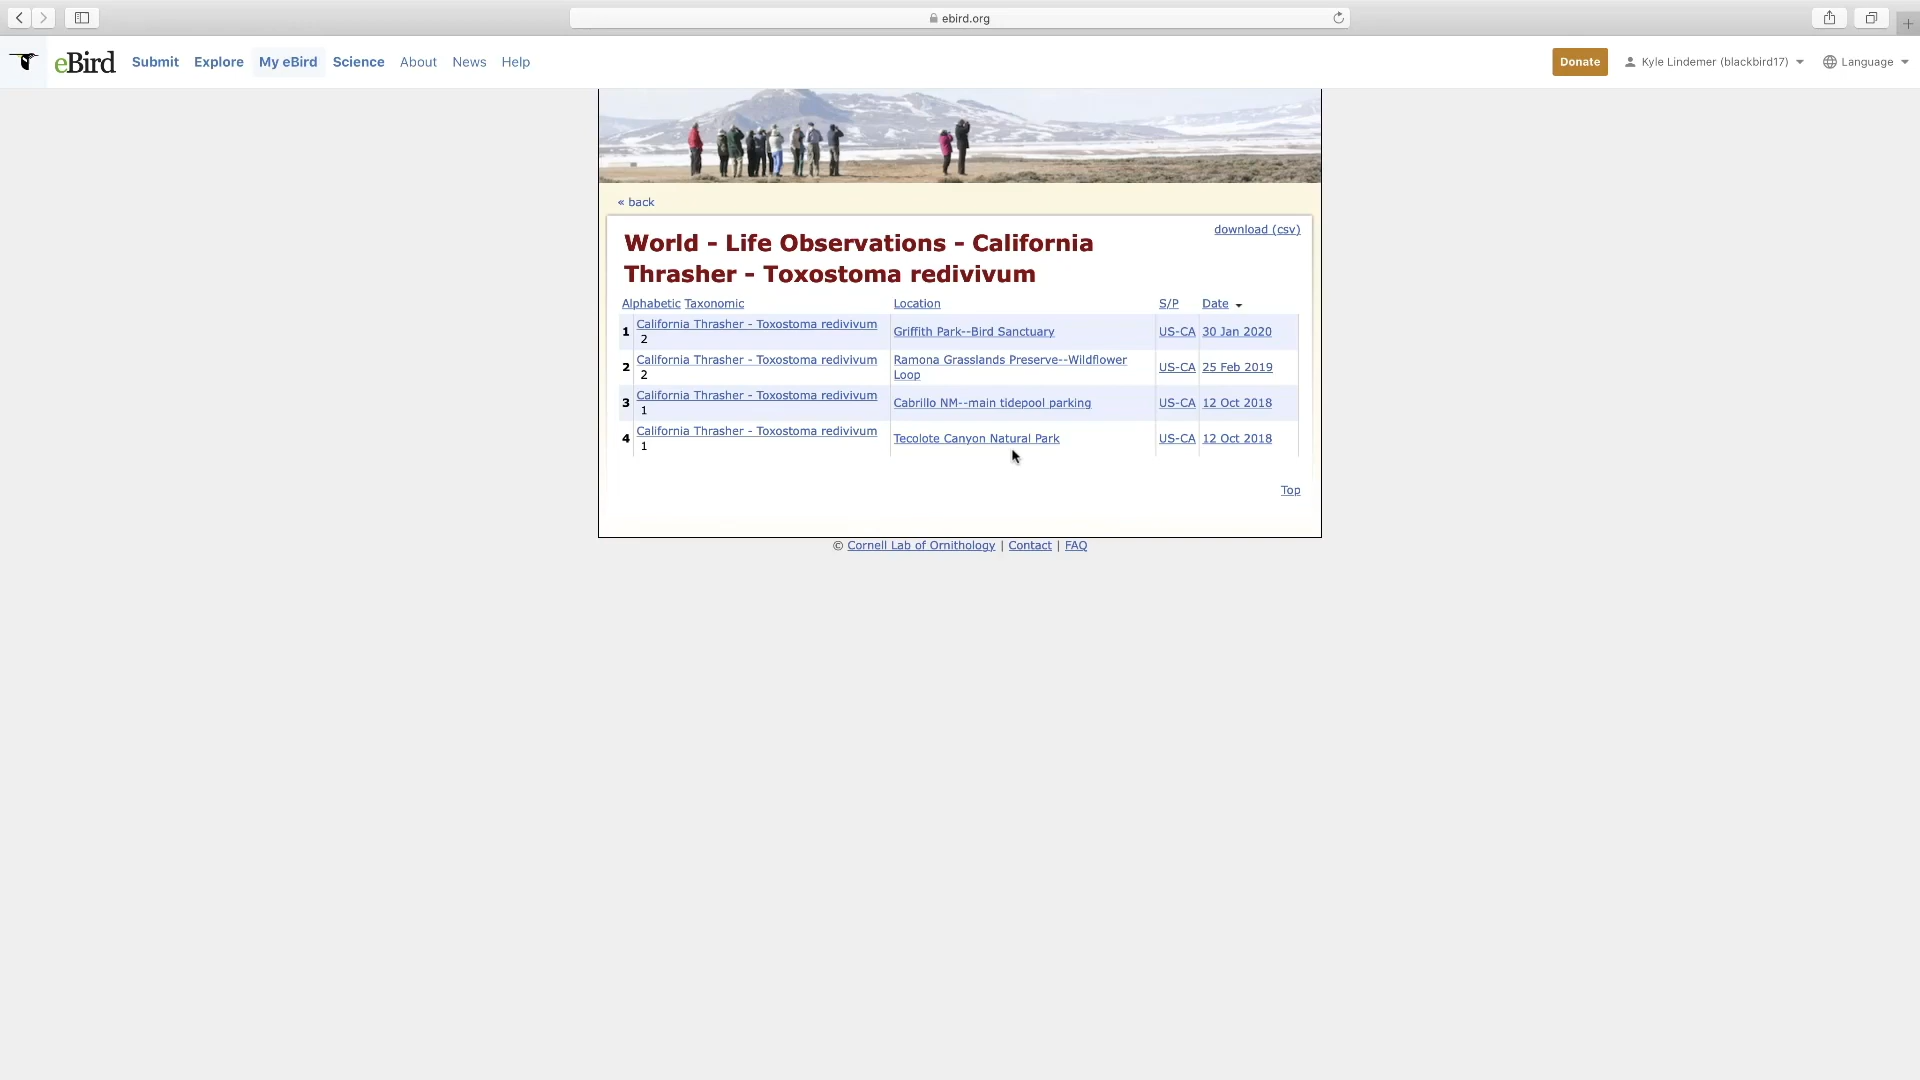 ebird.org
eBird Submit Explore My eBird Science About News Help Donate Kyle Lindemer (blackbird17) Language
« back
download (csv)
World - Life Observations - California
Thrasher - Toxostoma redivivum
Alphabetic Taxonomic Location S/P Date
1 California Thrasher - Toxostoma redivivum 2 Griffith Park--Bird Sanctuary US-CA 30 Jan 2020
2 California Thrasher - Toxostoma redivivum 2 Ramona Grasslands Preserve--Wildflower Loop US-CA 25 Feb 2019
3 California Thrasher - Toxostoma redivivum 1 Cabrillo NM--main tidepool parking US-CA 12 Oct 2018
4 California Thrasher - Toxostoma redivivum 1 Tecolote Canyon Natural Park US-CA 12 Oct 2018
Top
© Cornell Lab of Ornithology | Contact | FAQ